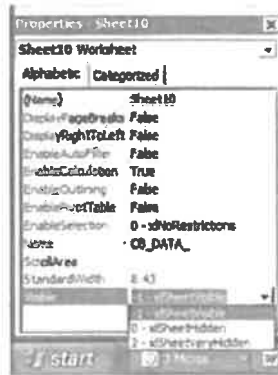 Properties - Sheet10
Sheet10 Worksheet
Alphabetic Categorized
(Name) Sheet10
DisplayPageBreaks False
DisplayRightToLeft False
EnableAutoFilter False
EnableCalculation True
EnableOutlining False
EnablePivotTable False
EnableSelection 0 - xlNoRestrictions
Name CB_DATA_
ScrollArea
StandardWidth 8.43
Visible -1 - xlSheetVisible
-1 - xlSheetVisible
0 - xlSheetHidden
2 - xlSheetVeryHidden
start